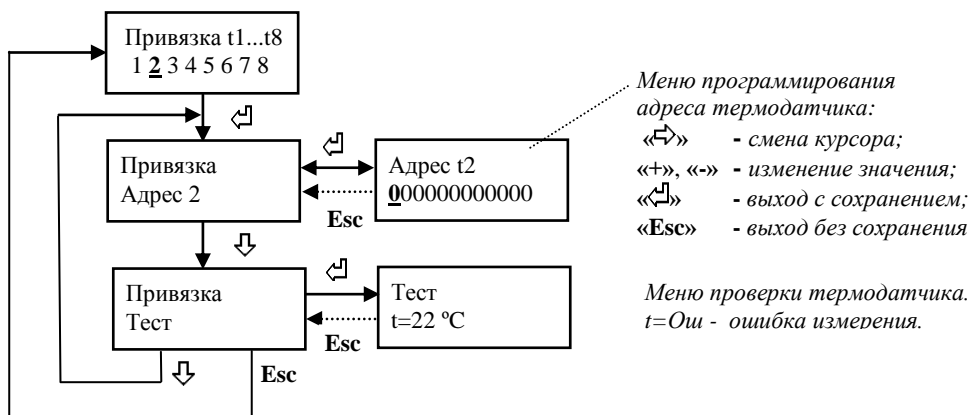 Привязка t1...t8
1 2 3 4 5 6 7 8
Привязка
Адрес 2
Адрес t2
000000000000
Esc
Привязка
Тест
Тест
t=22 ºC
Esc
Esc
Меню программирования
адреса термодатчика:
«⇨» - смена курсора;
«+», «-» - изменение значения;
«⏎» - выход с сохранением;
«Esc» - выход без сохранения
Меню проверки термодатчика.
t=Ош - ошибка измерения.